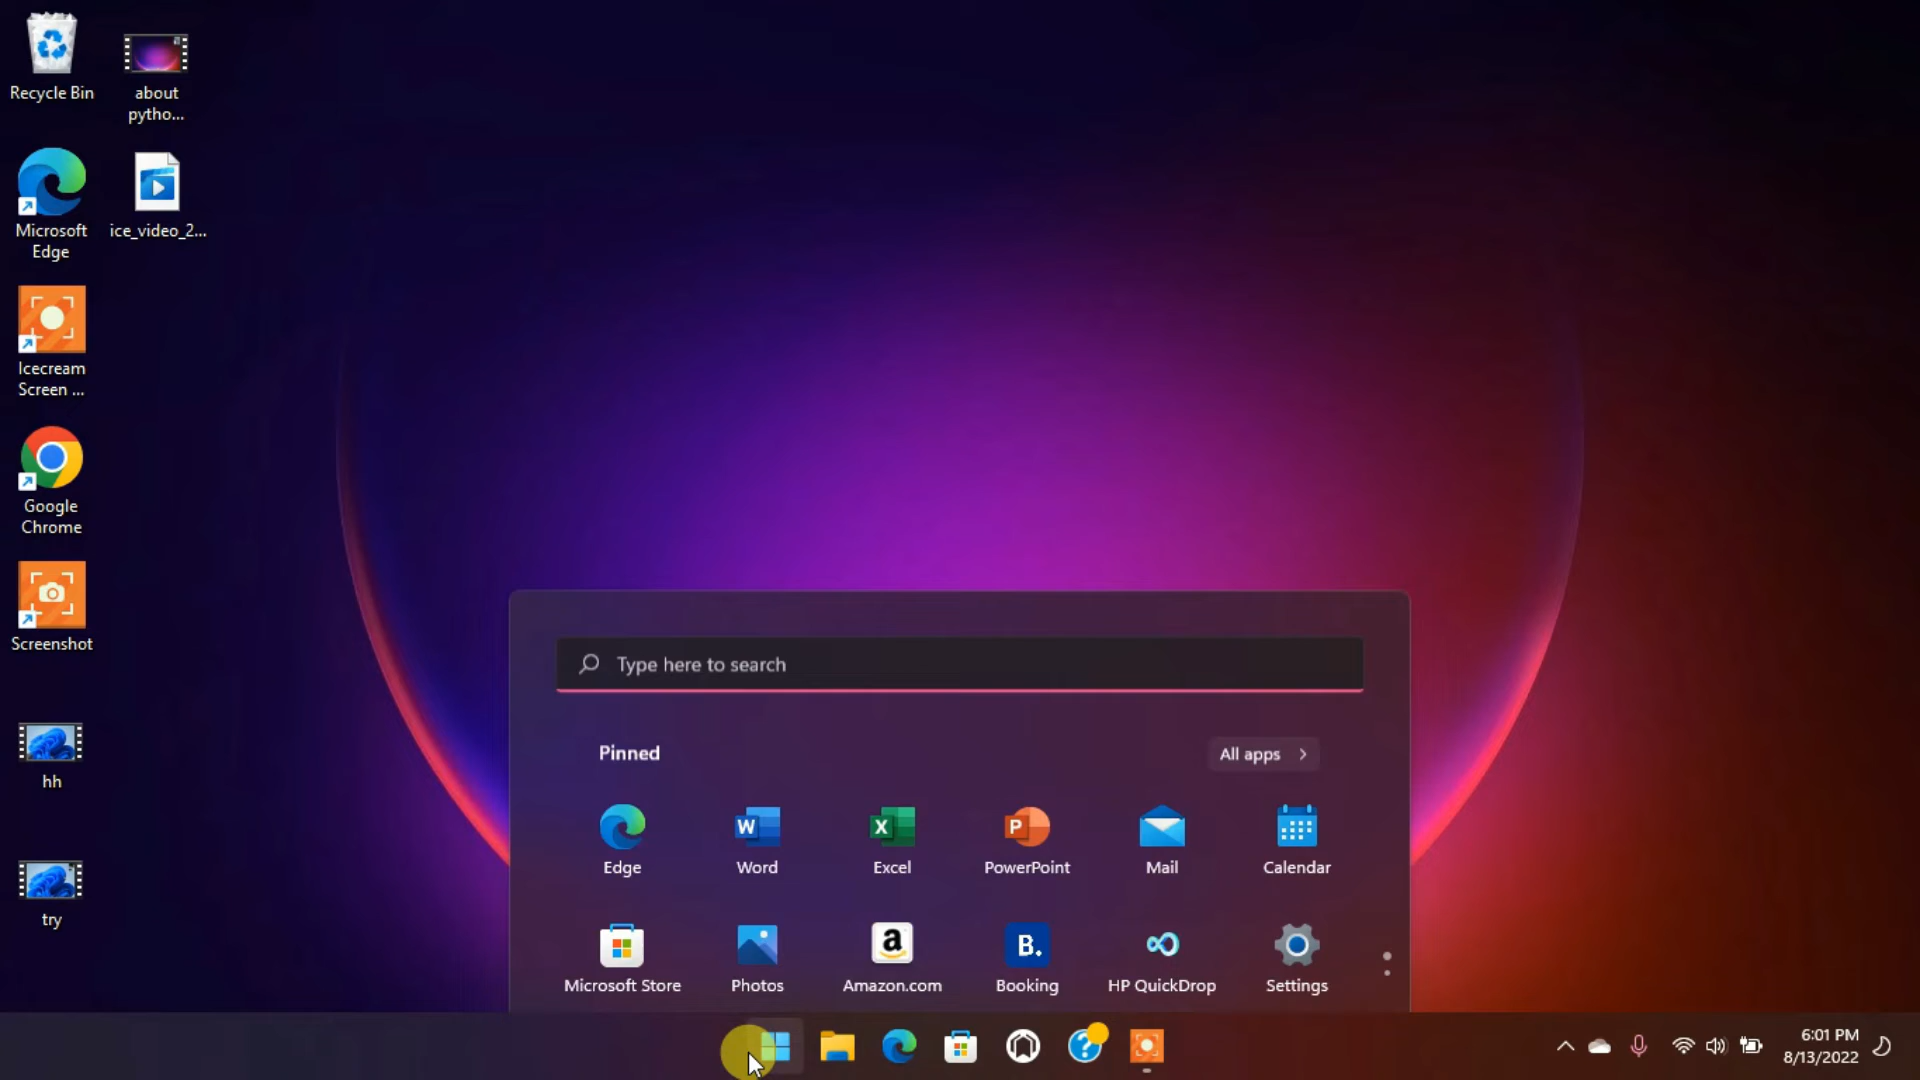 Recycle Bin
about
pytho...
Microsoft
Edge
ice_video_2...
Icecream
Screen ...
Google
Chrome
Screenshot
hh
try
Type here to search
Pinned
All apps
Edge
Word
Excel
PowerPoint
Mail
Calendar
Microsoft Store
Photos
Amazon.com
Booking
HP QuickDrop
Settings
6:01 PM
8/13/2022